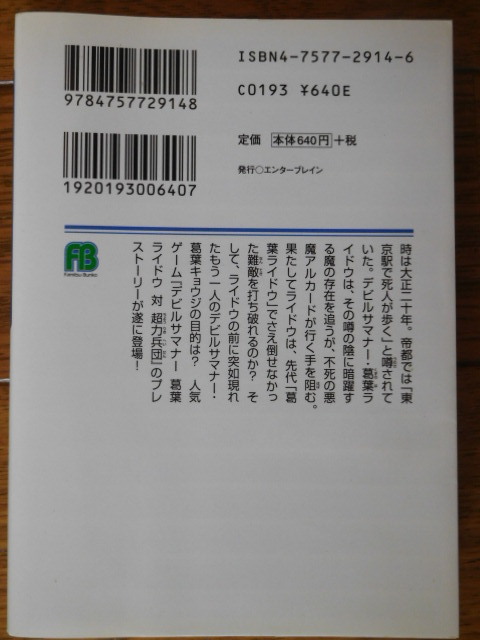 ISBN4-7577-2914-6
C0193 ¥640E
9784757729148
定価 本体640円+税
発行○エンターブレイン
1920193006407
FB
Famitsu Bunko
時は大正二十年。帝都では「東
京駅で死人が歩く」と噂されて
いた。デビルサマナー・葛葉ラ
イドウは、その噂の陰に暗躍す
る魔の存在を追うが、不死の悪
魔アルカードが行く手を阻む。
果たしてライドウは、先代「葛
葉ライドウ」でさえ倒せなかっ
た難敵を打ち破れるのか? そ
して、ライドウの前に突如現れ
たもう一人のデビルサマナー・
葛葉キョウジの目的は? 人気
ゲーム『デビルサマナー 葛葉
ライドウ 対 超力兵団』のプレ
ストーリーが遂に登場!